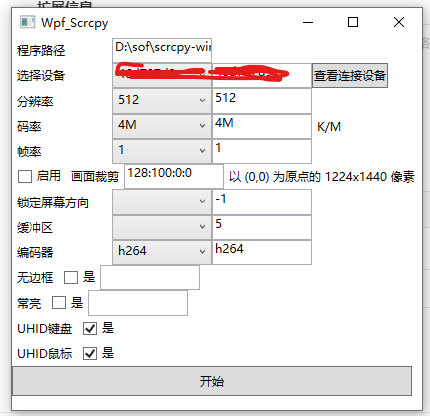 扩展信息
Wpf_Scrcpy
程序路径 D:\sof\scrcpy-win
选择设备 查看连接设备
分辨率 512 512
码率 4M 4M K/M
帧率 1 1
启用 画面裁剪 128:100:0:0 以 (0,0) 为原点的 1224x1440 像素
锁定屏幕方向 -1
缓冲区 5
编码器 h264 h264
无边框 是
常亮 是
UHID键盘 是
UHID鼠标 是
开始